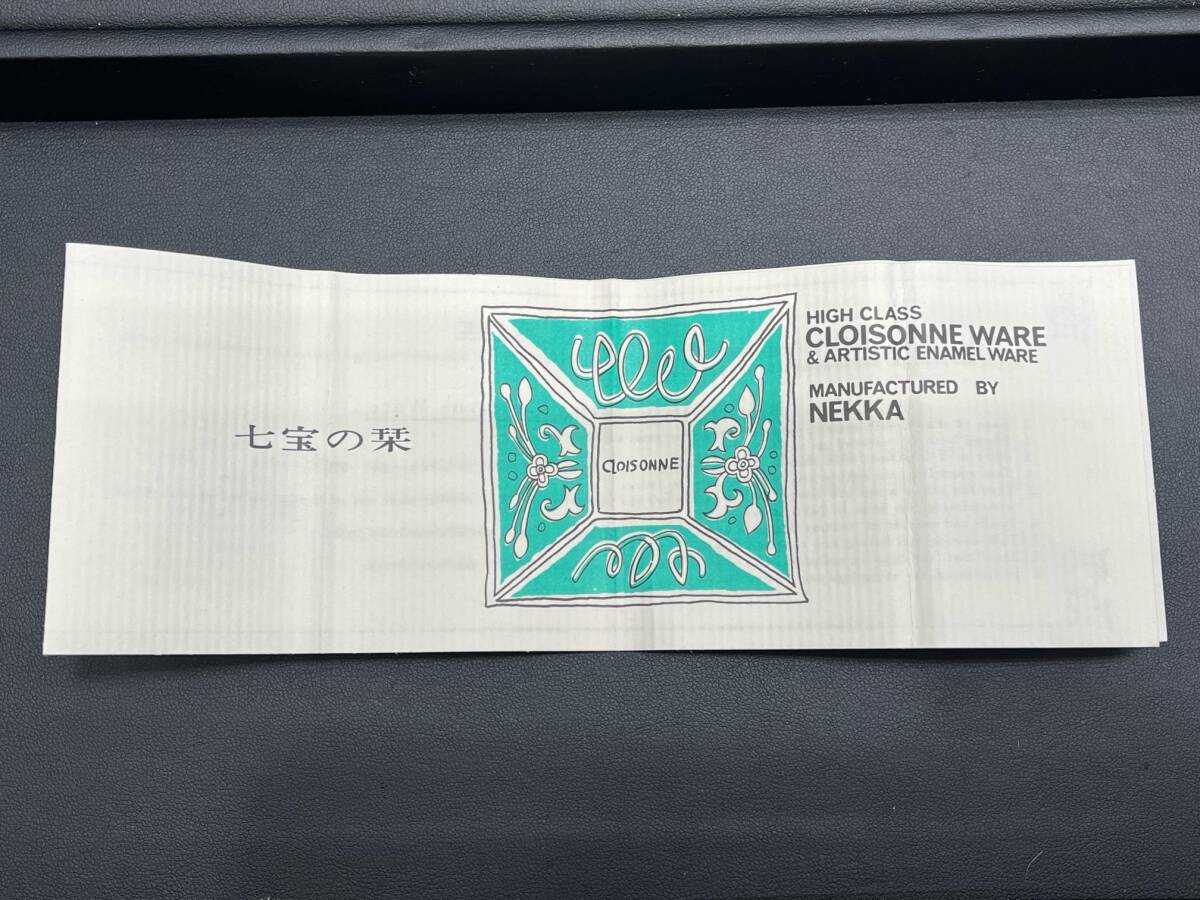 七宝の栞
CLOISONNE
HIGH CLASS
CLOISONNE WARE
& ARTISTIC ENAMEL WARE
MANUFACTURED BY
NEKKA